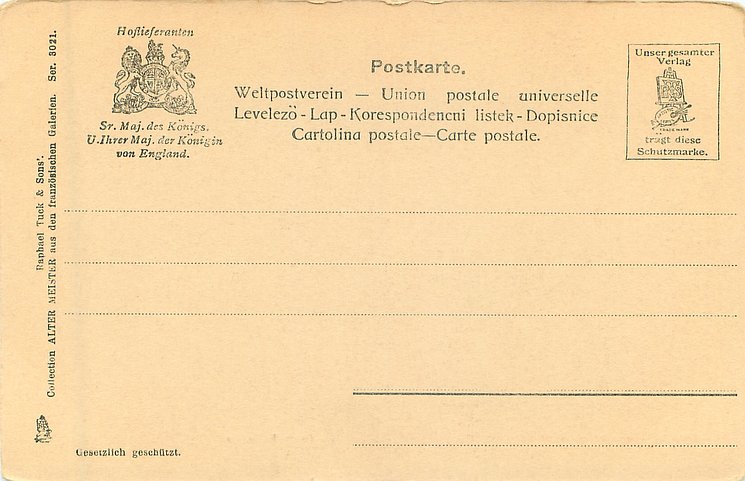 Hoflieferanten
Sr. Maj. des Königs.
U. Ihrer Maj. der Königin
von England.
Postkarte.
Weltpostverein — Union postale universelle
Levelezö - Lap - Korespondencni listek - Dopisnice
Cartolina postale—Carte postale.
Unser gesamter
Verlag
TRADE MARK
trägt diese
Schutzmarke.
Raphael Tuck & Sons'.
Collection ALTER MEISTER aus den französischen Galerien. Ser. 3021.
Gesetzlich geschützt.